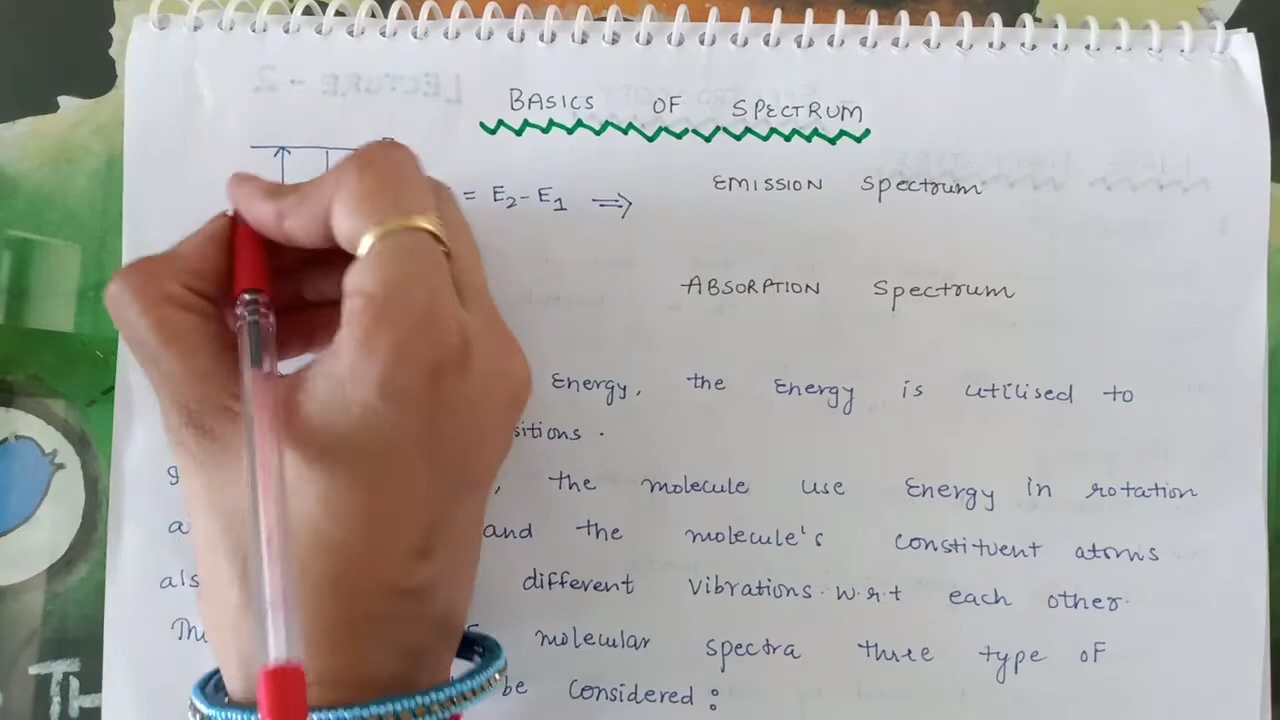 BASICS OF SPECTRUM
= E₂-E₁ ⇒ EMISSION Spectrum
ABSORPTION Spectrum
Energy, the Energy is utilised to
sitions.
, the molecule use Energy in rotation
and the molecule's constituent atoms
different vibrations w.r.t each other.
molecular spectra three type of
be considered: